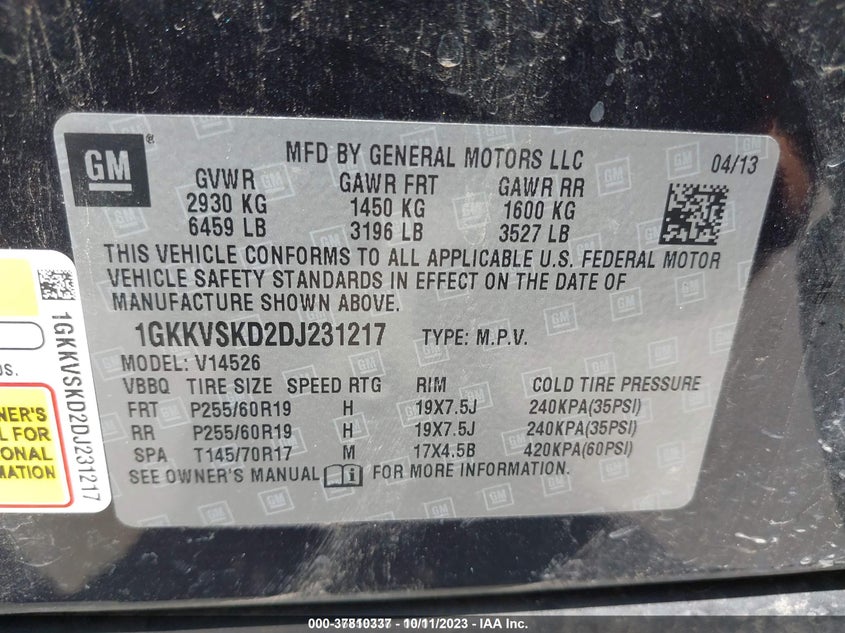 GM
MFD BY GENERAL MOTORS LLC 04/13
GVWR GAWR FRT GAWR RR
2930 KG 1450 KG 1600 KG
6459 LB 3196 LB 3527 LB
THIS VEHICLE CONFORMS TO ALL APPLICABLE U.S. FEDERAL MOTOR
VEHICLE SAFETY STANDARDS IN EFFECT ON THE DATE OF
MANUFACTURE SHOWN ABOVE.
1GKKVSKD2DJ231217 TYPE: M.P.V.
MODEL: V14526
VBBQ TIRE SIZE SPEED RTG RIM COLD TIRE PRESSURE
FRT P255/60R19 H 19X7.5J 240KPA(35PSI)
RR P255/60R19 H 19X7.5J 240KPA(35PSI)
SPA T145/70R17 M 17X4.5B 420KPA(60PSI)
SEE OWNER'S MANUAL FOR MORE INFORMATION.
1GKKVSKD2DJ231217
NER'S
L FOR
ONAL
ATION
000-37810337 - 10/11/2023 - IAA Inc.